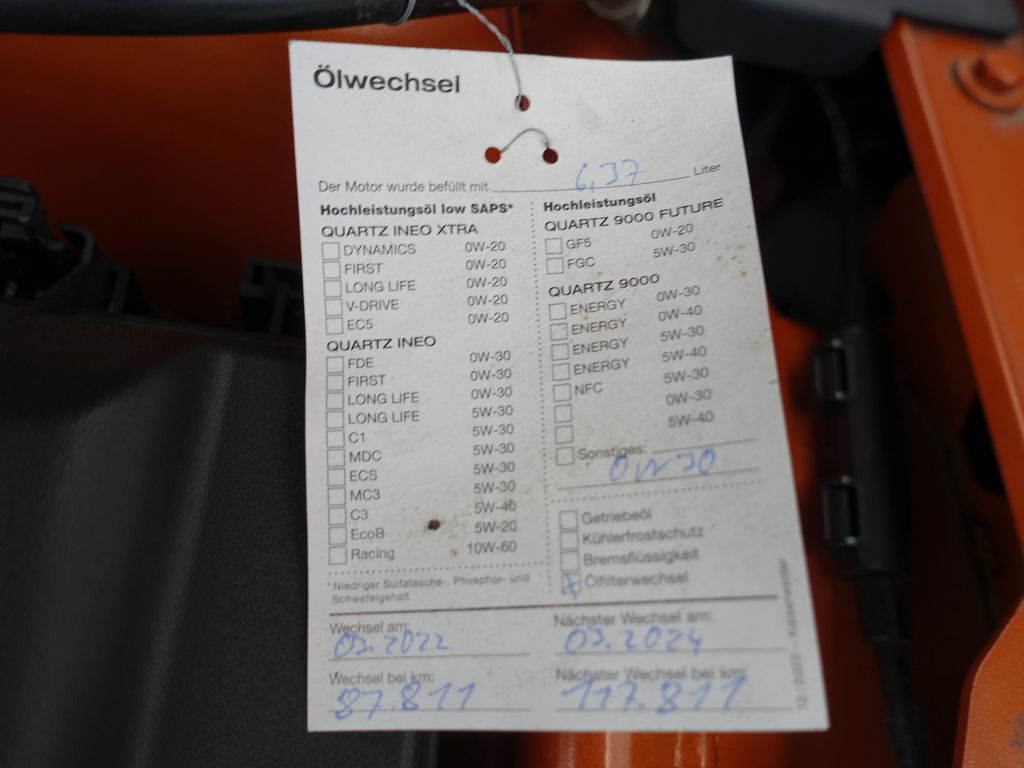 Ölwechsel
Der Motor wurde befüllt mit 6,37 Liter
Hochleistungsöl low SAPS*
QUARTZ INEO XTRA
DYNAMICS 0W-20
FIRST 0W-20
LONG LIFE 0W-20
V-DRIVE 0W-20
EC5 0W-20
QUARTZ INEO
FDE 0W-30
FIRST 0W-30
LONG LIFE 0W-30
LONG LIFE 5W-30
C1 5W-30
MDC 5W-30
ECS 5W-30
MC3 5W-30
C3 5W-40
EcoB 5W-20
Racing 10W-60
*Niedriger Sulfatasche-, Phosphor- und
Schwefelgehalt
Hochleistungsöl
QUARTZ 9000 FUTURE
GF5 0W-20
FGC 5W-30
QUARTZ 9000
ENERGY 0W-30
ENERGY 0W-40
ENERGY 5W-30
ENERGY 5W-40
NFC 5W-30
0W-30
5W-40
Sonstiges:
0W30
Getriebeöl
Kühlerfrostschutz
Bremsflüssigkeit
Ölfilterwechsel
Wechsel am:
03.2022
Nächster Wechsel am:
03.2024
Wechsel bei km:
87.811
Nächster Wechsel bei km:
117.811